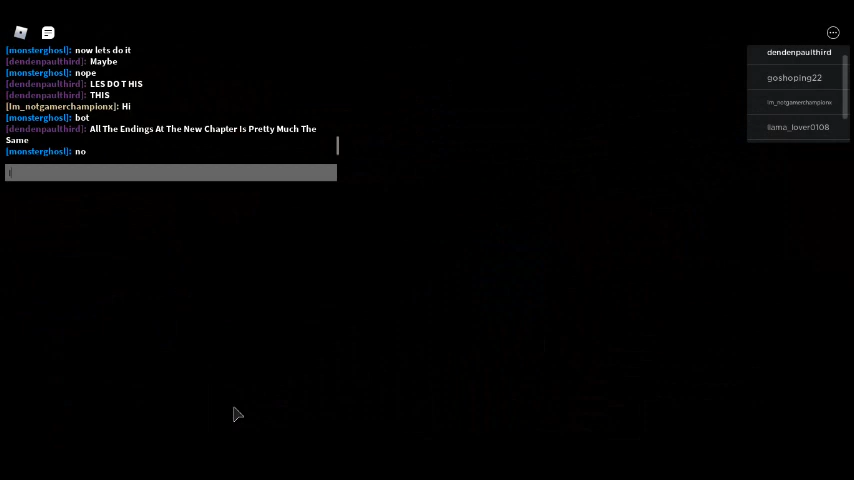 [monsterghosl]: now lets do it
[dendenpaulthird]: Maybe
[monsterghosl]: nope
[dendenpaulthird]: LES DO T HIS
[dendenpaulthird]: THIS
[Im_notgamerchampionx]: Hi
[monsterghosl]: bot
[dendenpaulthird]: All The Endings At The New Chapter Is Pretty Much The
Same
[monsterghosl]: no
dendenpaulthird
goshoping22
Im_notgamerchampionx
llama_lover0108